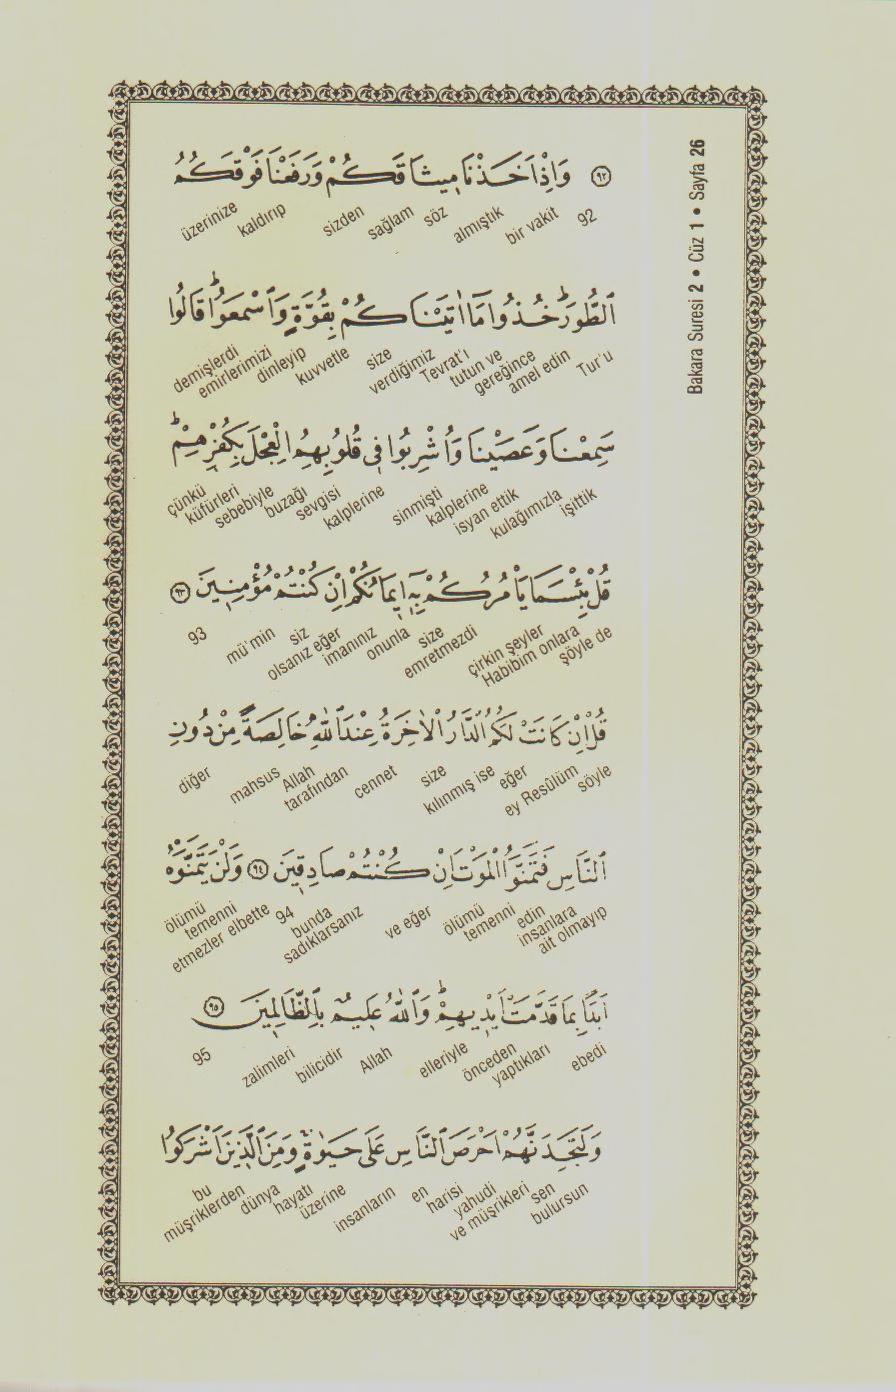 Bakara Suresi 2 • Cüz 1 • Sayfa 26
﴿٩٢﴾ وَاِذْ اَخَذْنَا م۪يثَاقَكُمْ وَرَفَعْنَا فَوْقَكُمُ
92 bir vakit almıştık söz sağlam sizden kaldırıp üzerinize
الطُّورَۜ خُذُوا مَٓا اٰتَيْنَاكُمْ بِقُوَّةٍ وَاسْمَعُواۜ قَالُوا
Tur'u amel edin gereğince tutun ve Tevrat'ı verdiğimiz size kuvvetle dinleyip emirlerimizi demişlerdi
سَمِعْنَا وَعَصَيْنَا وَاُشْرِبُوا ف۪ي قُلُوبِهِمُ الْعِجْلَ بِكُفْرِهِمْۜ
işittik kulağımızla isyan ettik kalplerine sinmişti kalplerine sevgisi buzağı sebebiyle küfürleri çünkü
قُلْ بِئْسَمَا يَأْمُرُكُمْ بِه۪ٓ ا۪يمَانُكُمْ اِنْ كُنْتُمْ مُؤْمِن۪ينَ ﴿٩٣﴾
şöyle de Habibim onlara çirkin şeyler emretmezdi size onunla imanınız olsanız eğer siz mü'min 93
قُلْ اِنْ كَانَتْ لَكُمُ الدَّارُ الْاٰخِرَةُ عِنْدَ اللّٰهِ خَالِصَةً مِنْ دُونِ
söyle ey Resûlüm eğer kılınmış ise size cennet tarafından Allah mahsus diğer
النَّاسِ فَتَمَنَّوُا الْمَوْتَ اِنْ كُنْتُمْ صَادِق۪ينَ ﴿٩٤﴾ وَلَنْ يَتَمَنَّوْهُ
ait olmayıp insanlara edin temenni ölümü ve eğer sadıklarsanız bunda 94 etmezler elbette temenni ölümü
اَبَدًا بِمَا قَدَّمَتْ اَيْد۪يهِمْۜ وَاللّٰهُ عَل۪يمٌ بِالظَّالِم۪ينَ ﴿٩٥﴾
ebedi yaptıkları önceden elleriyle Allah bilicidir zalimleri 95
وَلَتَجِدَنَّهُمْ اَحْرَصَ النَّاسِ عَلٰى حَيٰوةٍۚ وَمِنَ الَّذ۪ينَ اَشْرَكُوا
bulursun sen ve müşrikleri yahudi harisi en insanların üzerine hayatı dünya müşriklerden bu